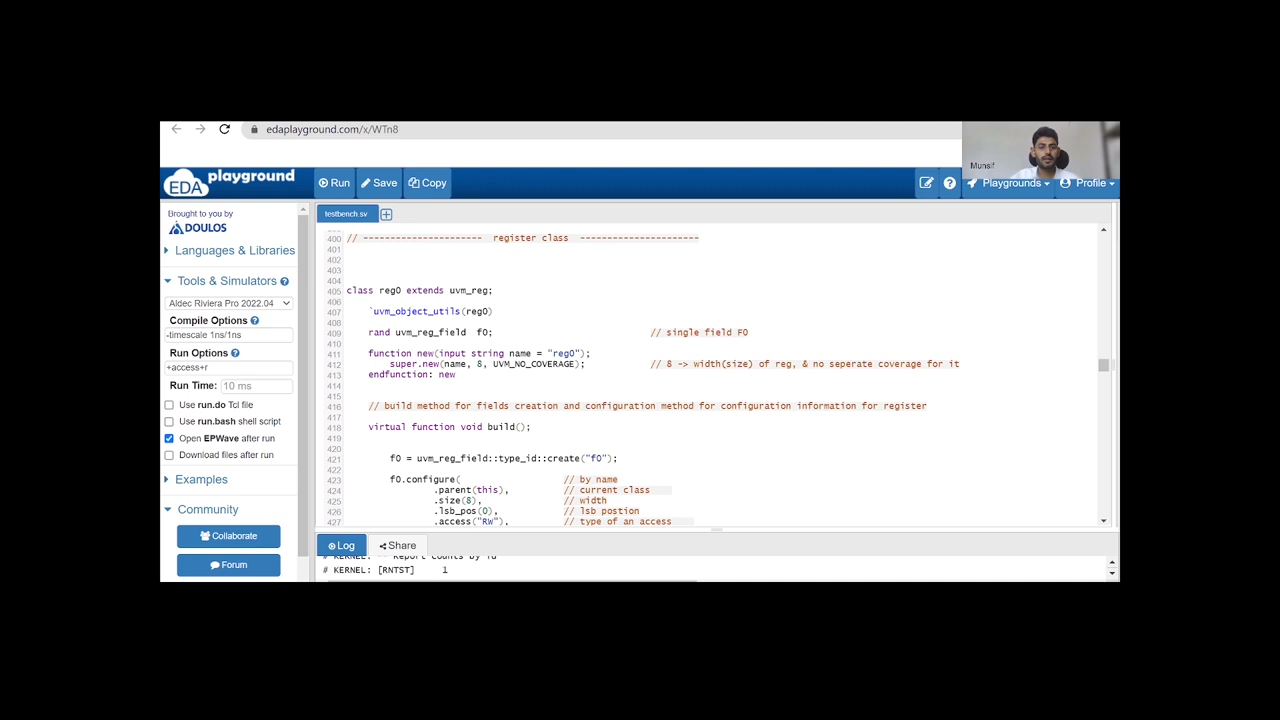 edaplayground.com/x/WTn8
Munsif
EDA playground
Run
Save
Copy
Playgrounds
Profile
Brought to you by
DOULOS
Languages & Libraries
Tools & Simulators
Aldec Riviera Pro 2022.04
Compile Options
-timescale 1ns/1ns
Run Options
+access+r
Run Time: 10 ms
Use run.do Tcl file
Use run.bash shell script
Open EPWave after run
Download files after run
Examples
Community
Collaborate
Forum
testbench.sv
400 // ---------------------- register class ----------------------
401
402
403
404
405 class reg0 extends uvm_reg;
406
407 `uvm_object_utils(reg0)
408
409 rand uvm_reg_field f0; // single field F0
410
411 function new(input string name = "reg0");
412 super.new(name, 8, UVM_NO_COVERAGE); // 8 -> width(size) of reg, & no seperate coverage for it
413 endfunction: new
414
415
416 // build method for fields creation and configuration method for configuration information for register
417
418 virtual function void build();
419
420
421 f0 = uvm_reg_field::type_id::create("f0");
422
423 f0.configure( // by name
424 .parent(this), // current class
425 .size(8), // width
426 .lsb_pos(0), // lsb postion
427 .access("RW"), // type of an access
Log
Share
# KERNEL: ** Report counts by id
# KERNEL: [RNTST] 1